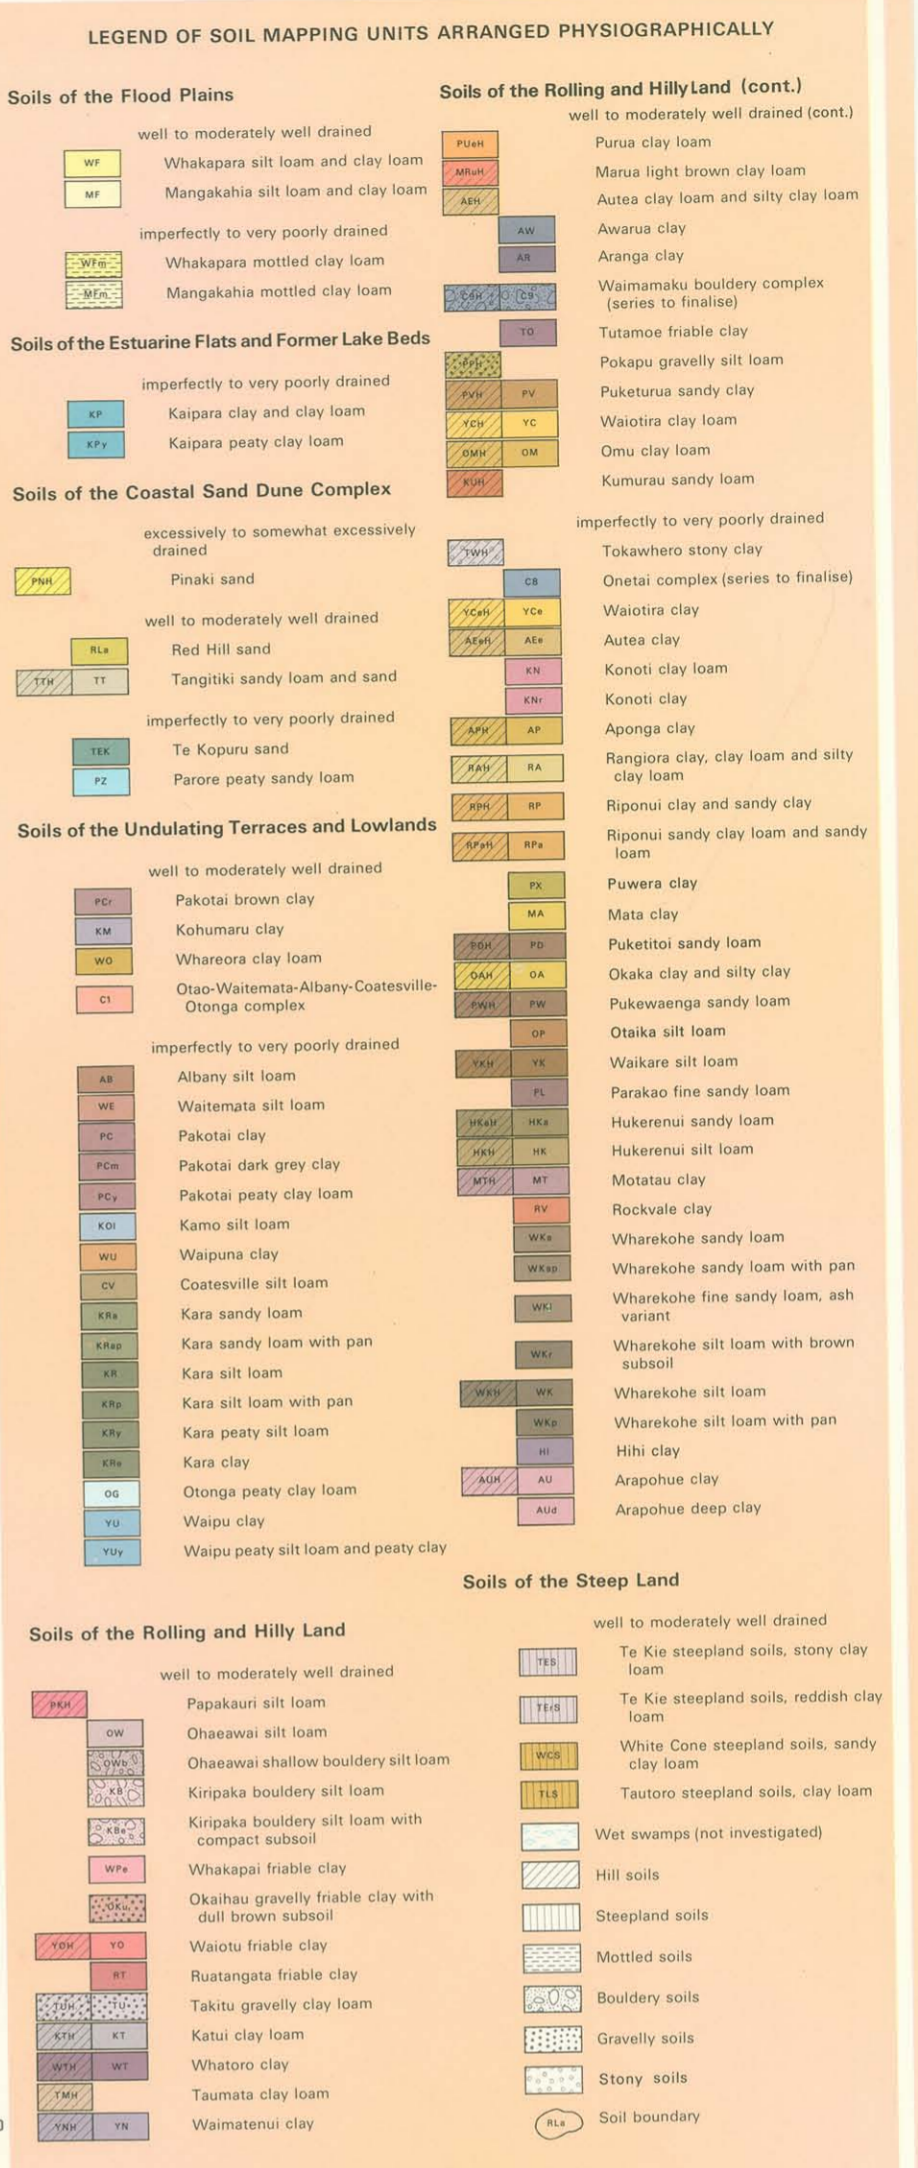 LEGEND OF SOIL MAPPING UNITS ARRANGED PHYSIOGRAPHICALLY
Soils of the Flood Plains
well to moderately well drained
WF Whakapara silt loam and clay loam
MF Mangakahia silt loam and clay loam
imperfectly to very poorly drained
WFm Whakapara mottled clay loam
MFm Mangakahia mottled clay loam
Soils of the Estuarine Flats and Former Lake Beds
imperfectly to very poorly drained
KP Kaipara clay and clay loam
KPy Kaipara peaty clay loam
Soils of the Coastal Sand Dune Complex
excessively to somewhat excessively
drained
PNH Pinaki sand
well to moderately well drained
RLa Red Hill sand
TTH TT Tangitiki sandy loam and sand
imperfectly to very poorly drained
TEK Te Kopuru sand
PZ Parore peaty sandy loam
Soils of the Undulating Terraces and Lowlands
well to moderately well drained
PCr Pakotai brown clay
KM Kohumaru clay
WO Whareora clay loam
C1 Otao-Waitemata-Albany-Coatesville-
Otonga complex
imperfectly to very poorly drained
AB Albany silt loam
WE Waitemata silt loam
PC Pakotai clay
PCm Pakotai dark grey clay
PCy Pakotai peaty clay loam
KOl Kamo silt loam
WU Waipuna clay
CV Coatesville silt loam
KRa Kara sandy loam
KRap Kara sandy loam with pan
KR Kara silt loam
KRp Kara silt loam with pan
KRy Kara peaty silt loam
KRe Kara clay
OG Otonga peaty clay loam
YU Waipu clay
YUy Waipu peaty silt loam and peaty clay
Soils of the Rolling and Hilly Land
well to moderately well drained
PKH Papakauri silt loam
OW Ohaeawai silt loam
OWb Ohaeawai shallow bouldery silt loam
KB Kiripaka bouldery silt loam
KBe Kiripaka bouldery silt loam with
compact subsoil
WPe Whakapai friable clay
OKu Okaihau gravelly friable clay with
dull brown subsoil
YOH YO Waiotu friable clay
RT Ruatangata friable clay
TUH TU Takitu gravelly clay loam
KTH KT Katui clay loam
WTH WT Whatoro clay
TMH Taumata clay loam
YNH YN Waimatenui clay
Soils of the Rolling and Hilly Land (cont.)
well to moderately well drained (cont.)
PUeH Purua clay loam
MRuH Marua light brown clay loam
AEH Autea clay loam and silty clay loam
AW Awarua clay
AR Aranga clay
C9H C9 Waimamaku bouldery complex
(series to finalise)
TO Tutamoe friable clay
PPH Pokapu gravelly silt loam
PVH PV Puketurua sandy clay
YCH YC Waiotira clay loam
OMH OM Omu clay loam
KUH Kumurau sandy loam
imperfectly to very poorly drained
TWH Tokawhero stony clay
C8 Onetai complex (series to finalise)
YCeH YCe Waiotira clay
AEeH AEe Autea clay
KN Konoti clay loam
KNr Konoti clay
APH AP Aponga clay
RAH RA Rangiora clay, clay loam and silty
clay loam
RPH RP Riponui clay and sandy clay
RPaH RPa Riponui sandy clay loam and sandy
loam
PX Puwera clay
MA Mata clay
PDH PD Puketitoi sandy loam
OAH OA Okaka clay and silty clay
PWH PW Pukewaenga sandy loam
OP Otaika silt loam
YKH YK Waikare silt loam
PL Parakao fine sandy loam
HKaH HKa Hukerenui sandy loam
HKH HK Hukerenui silt loam
MTH MT Motatau clay
RV Rockvale clay
WKa Wharekohe sandy loam
WKap Wharekohe sandy loam with pan
Wharekohe fine sandy loam, ash
variant
WKr Wharekohe silt loam with brown
subsoil
WKH WK Wharekohe silt loam
WKp Wharekohe silt loam with pan
HI Hihi clay
AUH AU Arapohue clay
AUd Arapohue deep clay
Soils of the Steep Land
well to moderately well drained
TES Te Kie steepland soils, stony clay
loam
TErS Te Kie steepland soils, reddish clay
loam
WCS White Cone steepland soils, sandy
clay loam
TLS Tautoro steepland soils, clay loam
Wet swamps (not investigated)
Hill soils
Steepland soils
Mottled soils
Bouldery soils
Gravelly soils
Stony soils
RLa Soil boundary